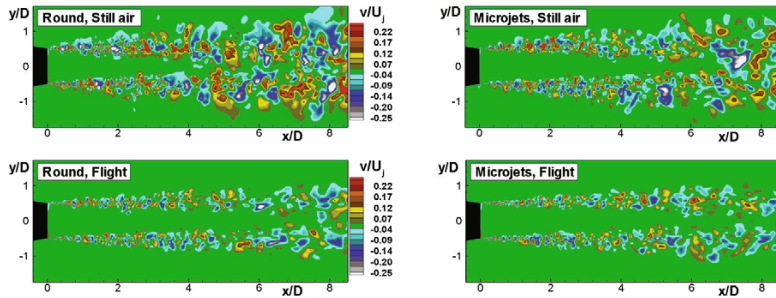 y/D Round, Still air v/Uj
1 0.22
0.17
0.12
0 0.07
-0.04
-0.09
-1 -0.14
-0.20
-0.25
0 2 4 6 8
x/D
y/D Microjets, Still air
1
0
-1
0 2 4 6 8
x/D
y/D Round, Flight v/Uj
1 0.22
0.17
0.12
0 0.07
-0.04
-0.09
-1 -0.14
-0.20
-0.25
0 2 4 6 8
x/D
y/D Microjets, Flight
1
0
-1
0 2 4 6 8
x/D